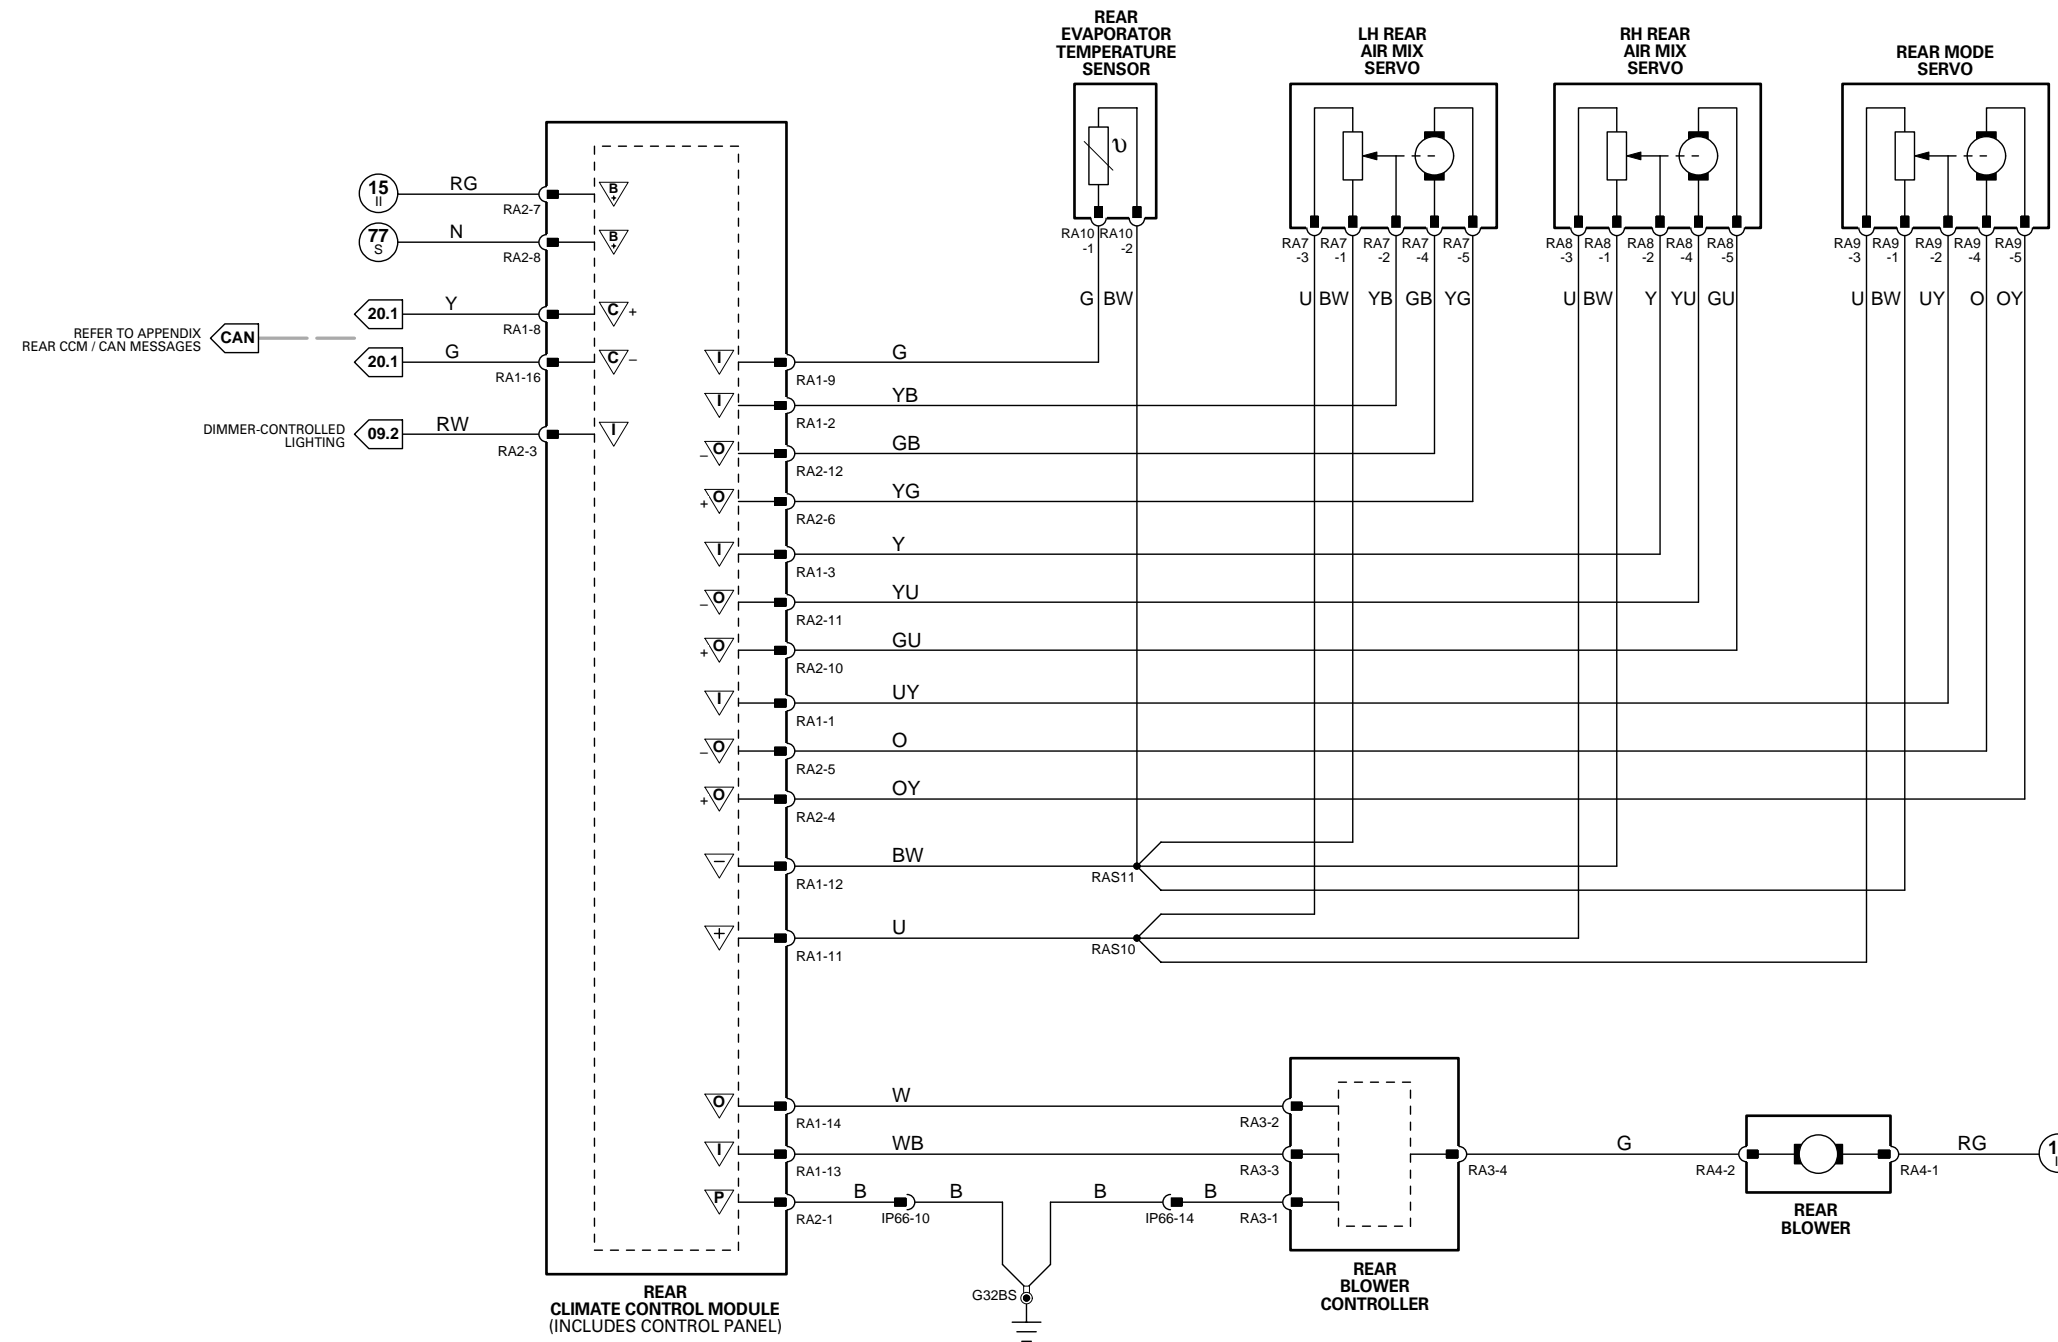 REAR
EVAPORATOR
TEMPERATURE
SENSOR
LH REAR
AIR MIX
SERVO
RH REAR
AIR MIX
SERVO
REAR MODE
SERVO
υ
RA10
-1
RA10
-2
RA7
-3
RA7
-1
RA7
-2
RA7
-4
RA7
-5
RA8
-3
RA8
-1
RA8
-2
RA8
-4
RA8
-5
RA9
-3
RA9
-1
RA9
-2
RA9
-4
RA9
-5
G BW
U BW YB GB YG
U BW Y YU GU
U BW UY O OY
15
II
RG
RA2-7
B
+
77
S
N
RA2-8
B
+
20.1
Y
RA1-8
C +
REFER TO APPENDIX
REAR CCM / CAN MESSAGES
CAN
20.1
G
RA1-16
C –
DIMMER-CONTROLLED
LIGHTING
09.2
RW
RA2-3
I
I
G
RA1-9
I
YB
RA1-2
– O
GB
RA2-12
+ O
YG
RA2-6
I
Y
RA1-3
– O
YU
RA2-11
+ O
GU
RA2-10
I
UY
RA1-1
– O
O
RA2-5
+ O
OY
RA2-4
–
BW
RA1-12
RAS11
+
U
RA1-11
RAS10
O
W
RA1-14
RA3-2
I
WB
RA1-13
RA3-3
P
B
B
B
B
RA2-1
IP66-10
IP66-14
RA3-1
G32BS
RA3-4
G
RA4-2
RA4-1
RG
REAR
BLOWER
REAR
BLOWER
CONTROLLER
REAR
CLIMATE CONTROL MODULE
(INCLUDES CONTROL PANEL)